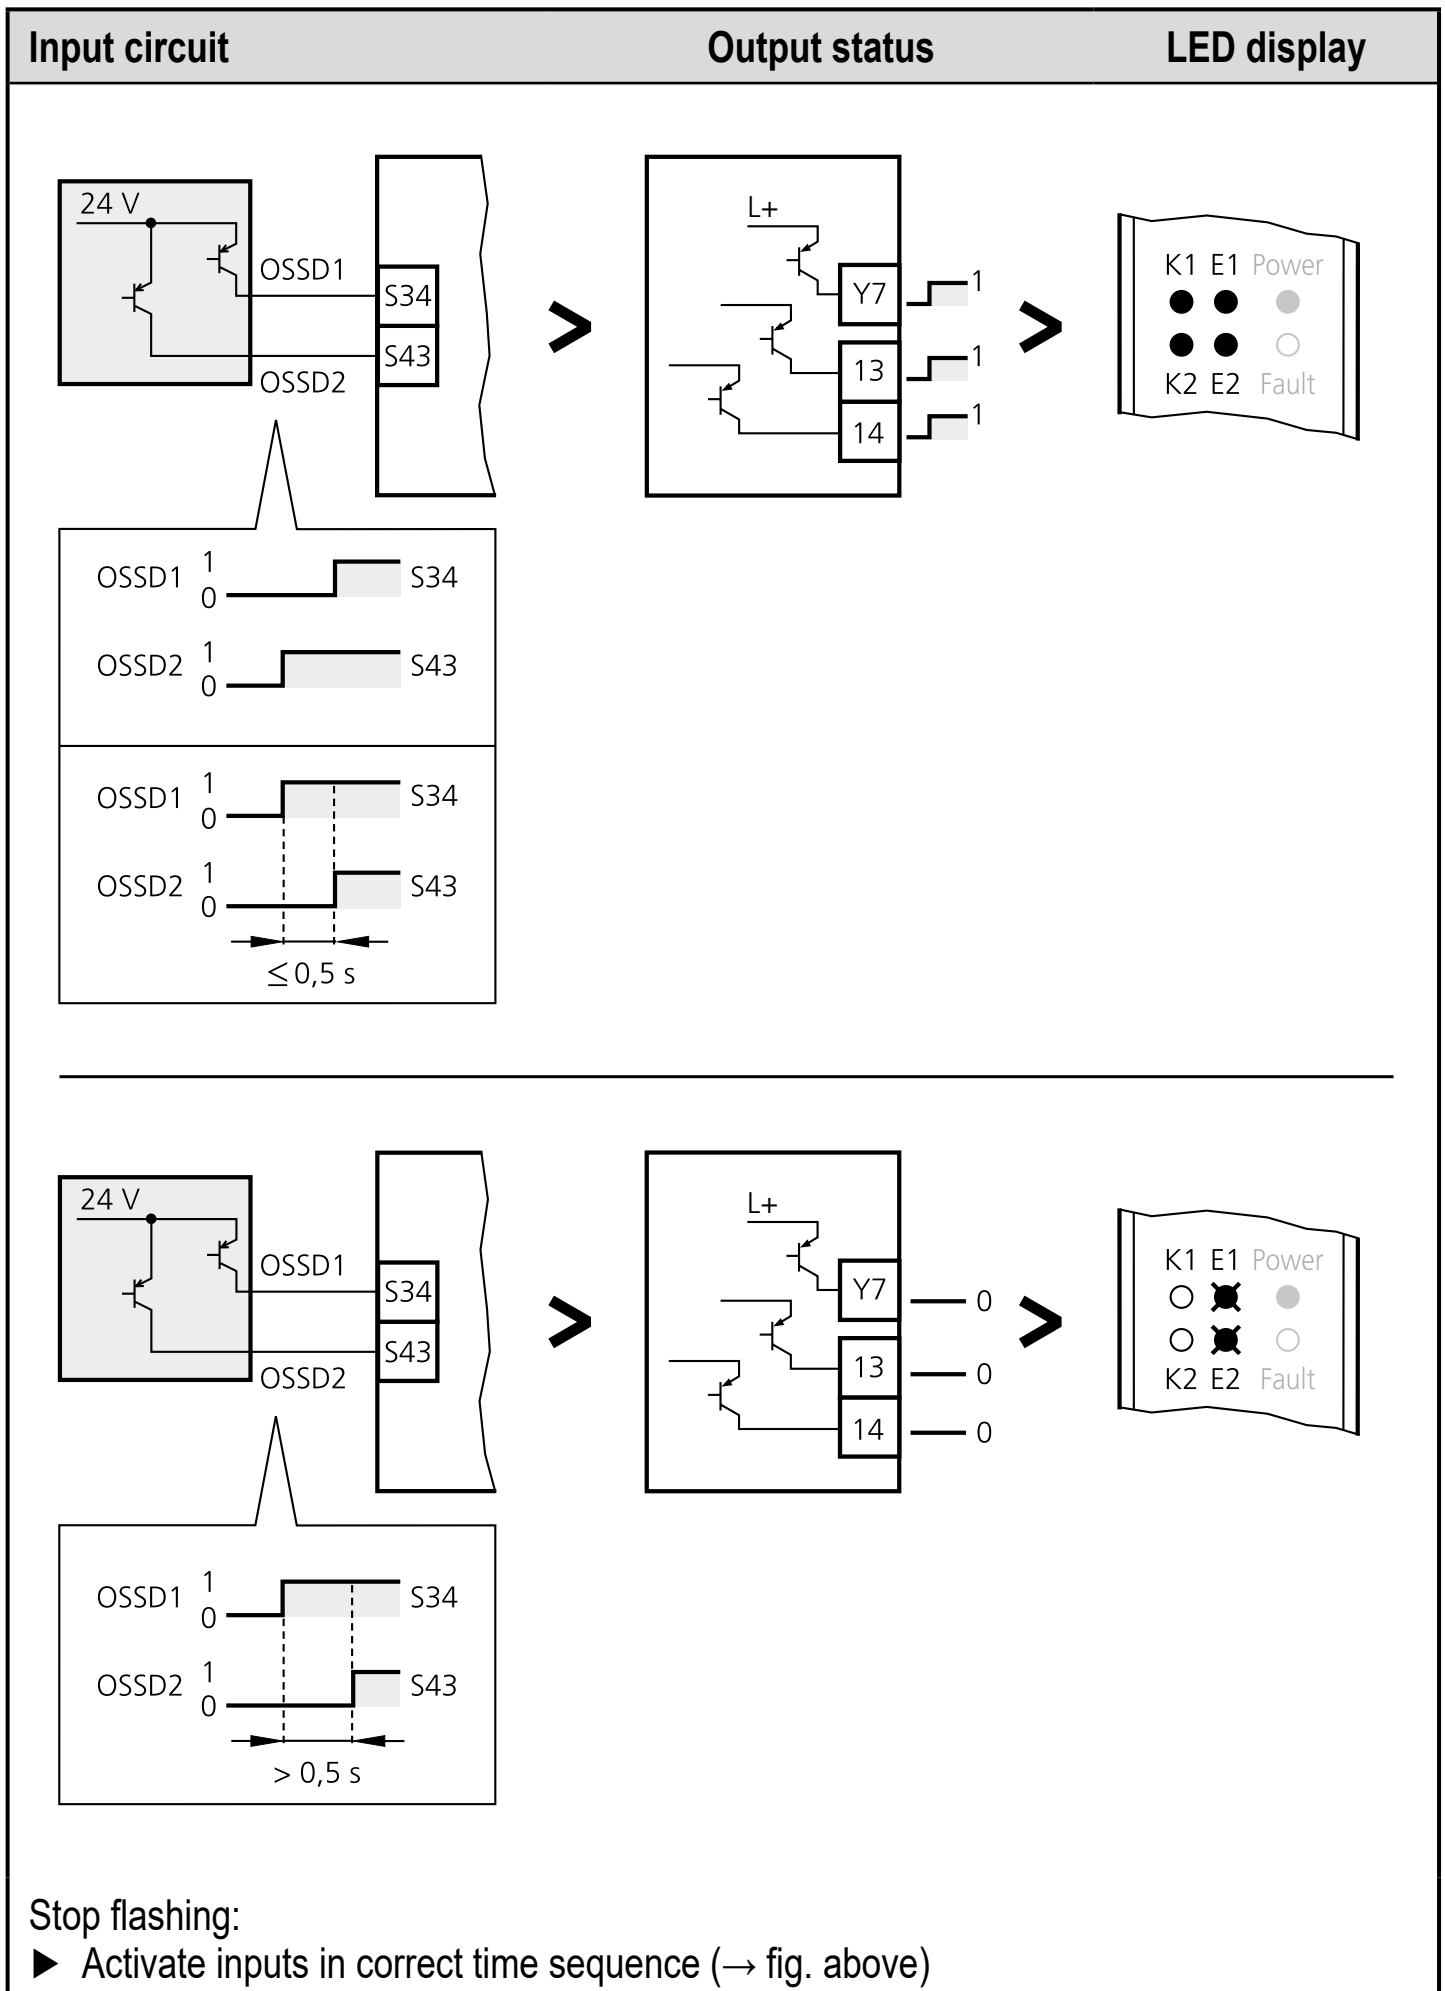 Input circuit Output status LED display
24 V
OSSD1
S34
S43
OSSD2
L+
Y7 1
13 1
14 1
K1 E1 Power
K2 E2 Fault
OSSD1 1 0 S34
OSSD2 1 0 S43
OSSD1 1 0 S34
OSSD2 1 0 S43
≤ 0,5 s
24 V
OSSD1
S34
S43
OSSD2
L+
Y7 0
13 0
14 0
K1 E1 Power
K2 E2 Fault
OSSD1 1 0 S34
OSSD2 1 0 S43
> 0,5 s
Stop flashing:
► Activate inputs in correct time sequence (→ fig. above)